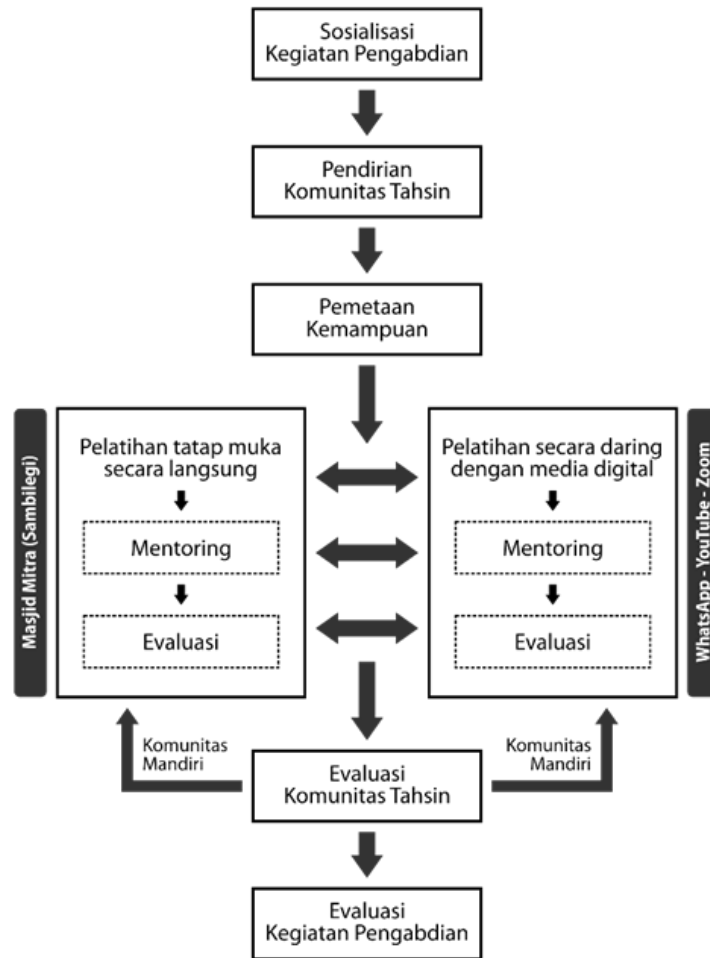 Sosialisasi
Kegiatan Pengabdian
Pendirian
Komunitas Tahsin
Pemetaan
Kemampuan
Masjid Mitra (Sambilegi)
Pelatihan tatap muka
secara langsung
Mentoring
Evaluasi
Pelatihan secara daring
dengan media digital
Mentoring
Evaluasi
WhatsApp - YouTube - Zoom
Komunitas
Mandiri
Evaluasi
Komunitas Tahsin
Komunitas
Mandiri
Evaluasi
Kegiatan Pengabdian